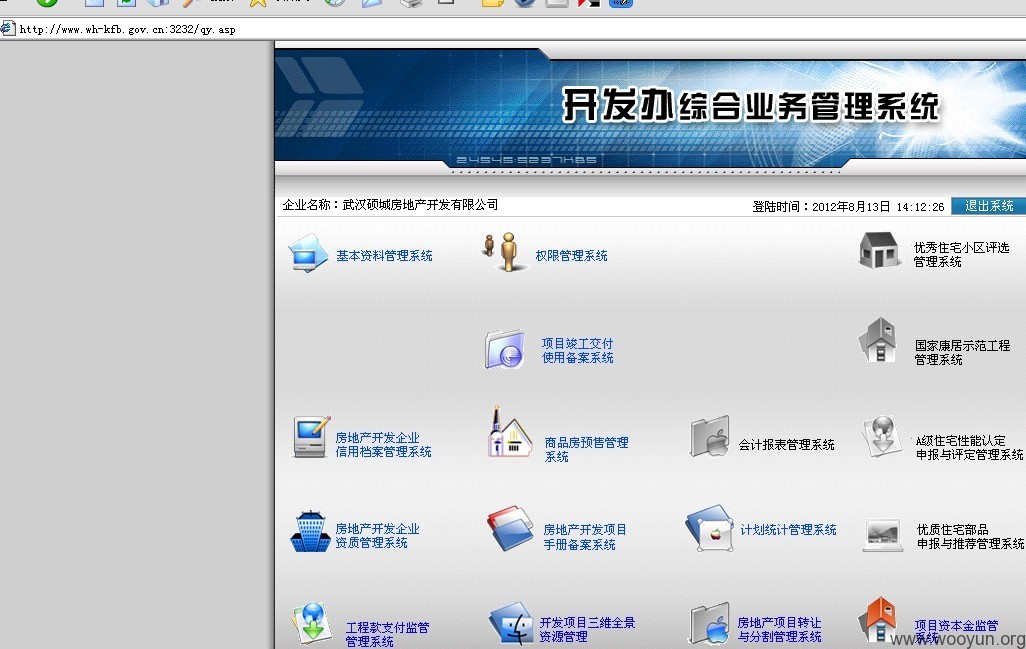 http://www.wh-kfb.gov.cn:3232/qy.asp
开发办综合业务管理系统
企业名称：武汉硕城房地产开发有限公司
登陆时间：2012年8月13日 14:12:26
退出系统
基本资料管理系统
权限管理系统
优秀住宅小区评选
管理系统
项目竣工交付
使用备案系统
国家康居示范工程
管理系统
房地产开发企业
信用档案管理系统
商品房预售管理
系统
会计报表管理系统
A级住宅性能认定
申报与评定管理系统
房地产开发企业
资质管理系统
房地产开发项目
手册备案系统
计划统计管理系统
优质住宅部品
申报与推荐管理系统
工程款支付监管
管理系统
开发项目三维全景
资源管理
房地产项目转让
与分割管理系统
项目资本金监管
系统
www.wooyun.org